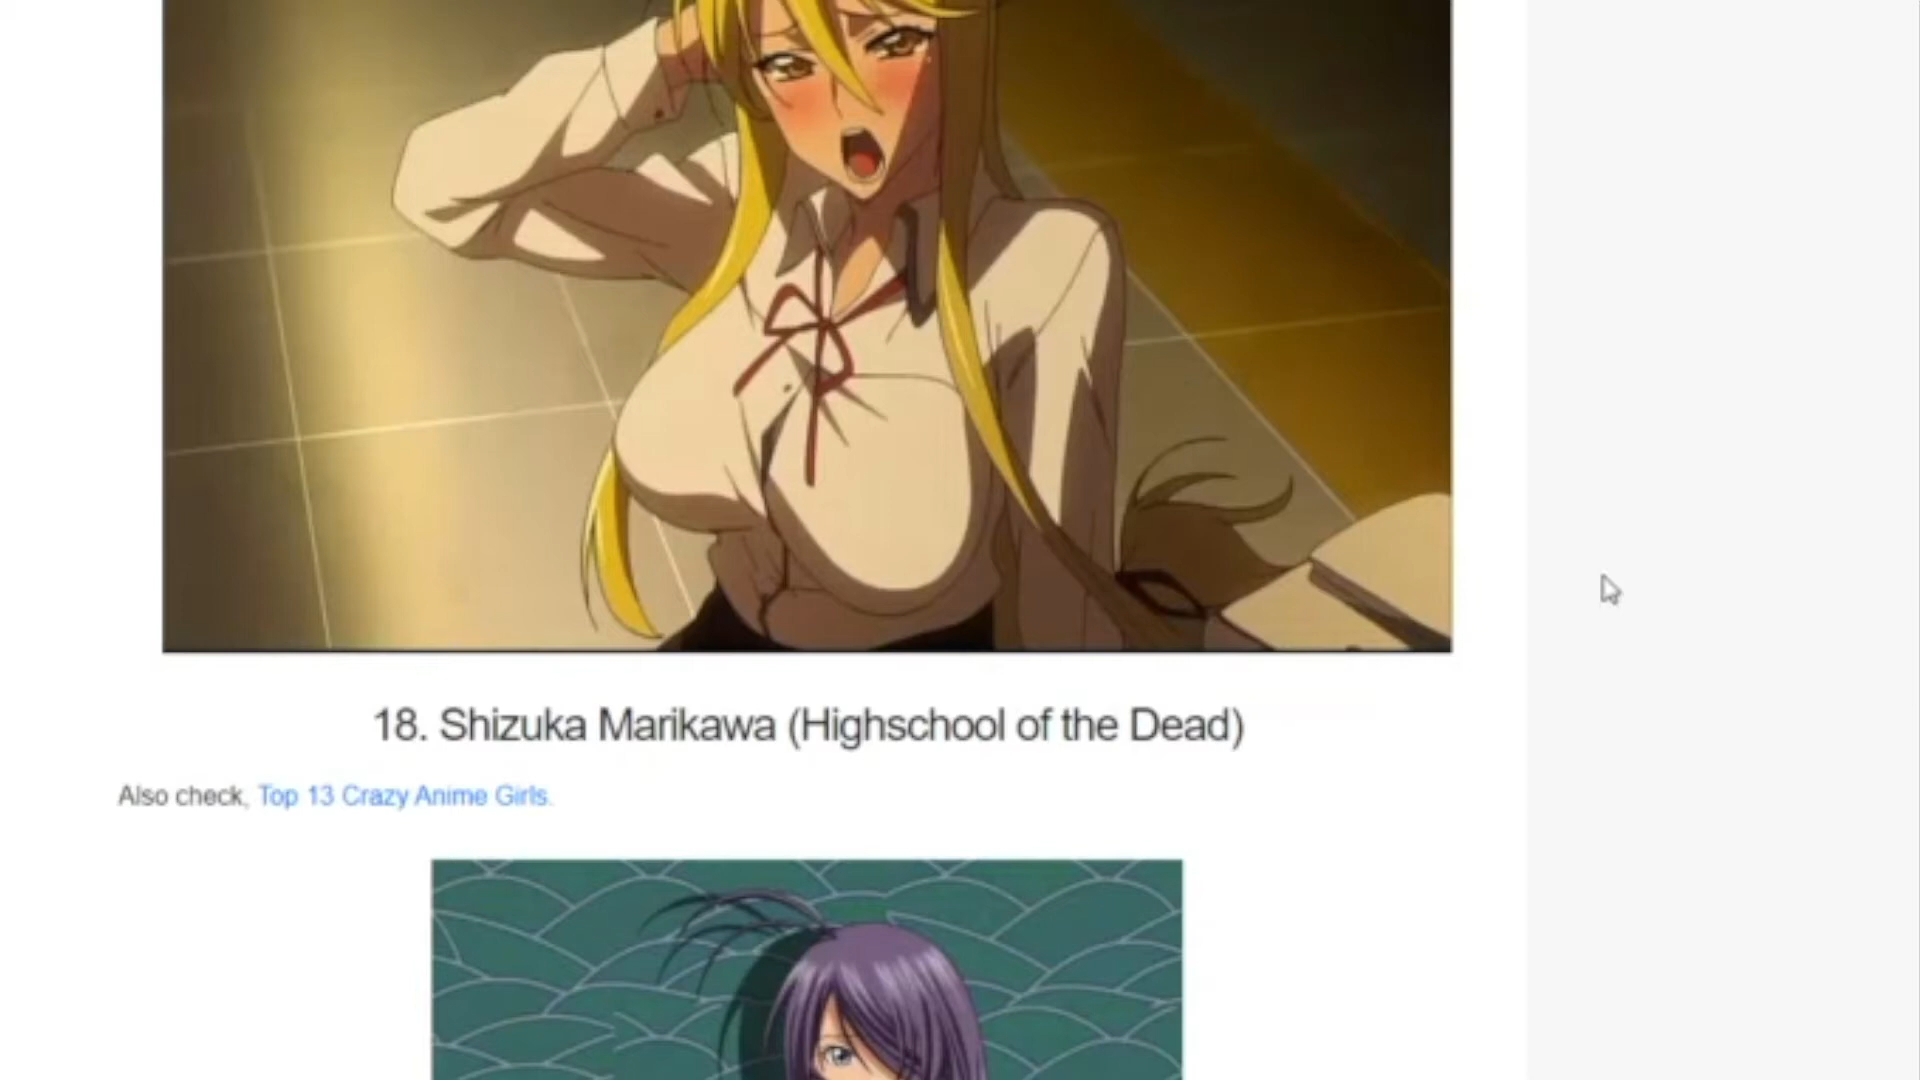 18. Shizuka Marikawa (Highschool of the Dead)
Also check, Top 13 Crazy Anime Girls.